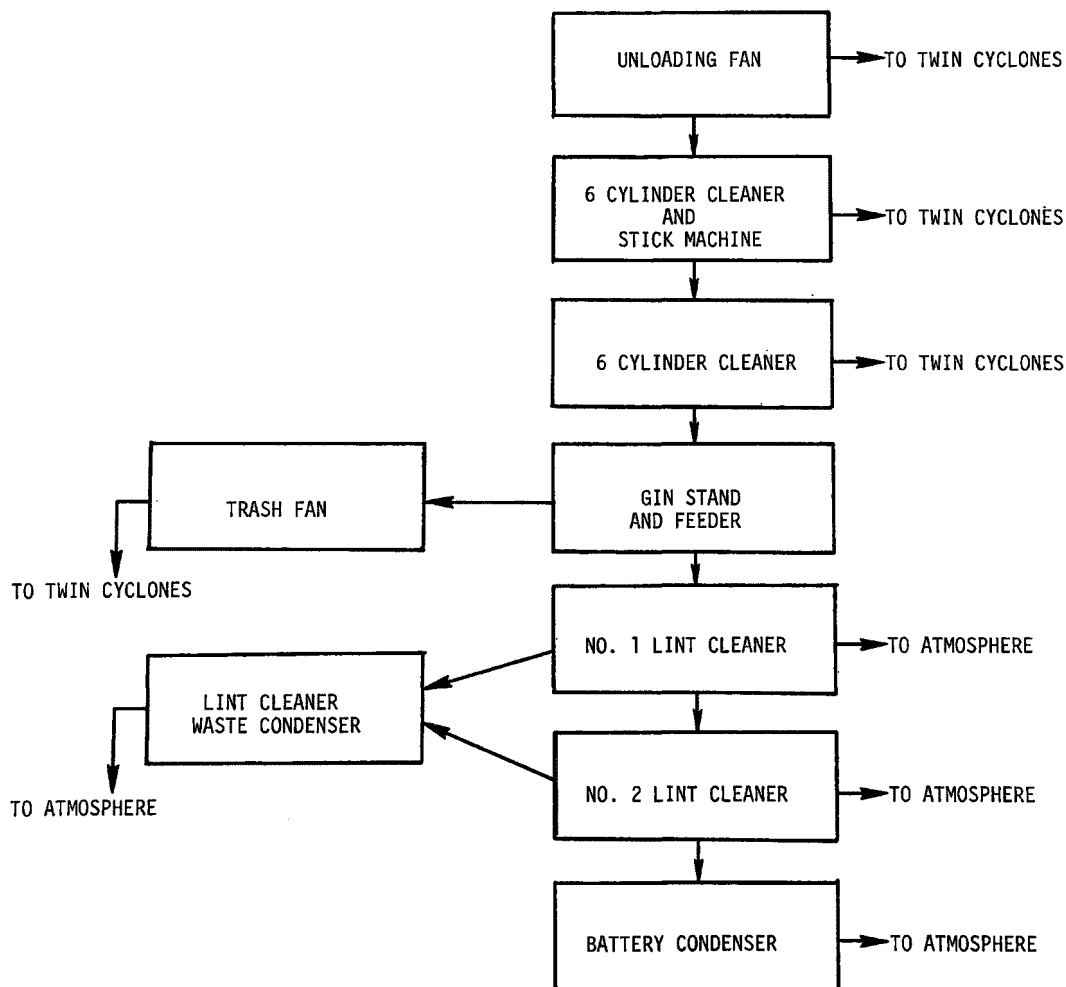 UNLOADING FAN
TO TWIN CYCLONES
6 CYLINDER CLEANER
AND
STICK MACHINE
TO TWIN CYCLONES
6 CYLINDER CLEANER
TO TWIN CYCLONES
TRASH FAN
GIN STAND
AND FEEDER
TO TWIN CYCLONES
NO. 1 LINT CLEANER
TO ATMOSPHERE
LINT CLEANER
WASTE CONDENSER
TO ATMOSPHERE
NO. 2 LINT CLEANER
TO ATMOSPHERE
BATTERY CONDENSER
TO ATMOSPHERE